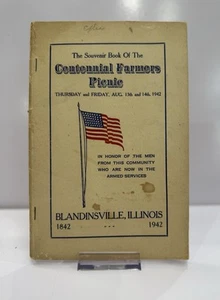 The Souvenir Book Of The
Centennial Farmers
Picnic
THURSDAY and FRIDAY, AUG. 13th and 14th, 1942
IN HONOR OF THE MEN
FROM THIS COMMUNITY
WHO ARE NOW IN THE
ARMED SERVICES
BLANDINSVILLE, ILLINOIS
1842 --- 1942